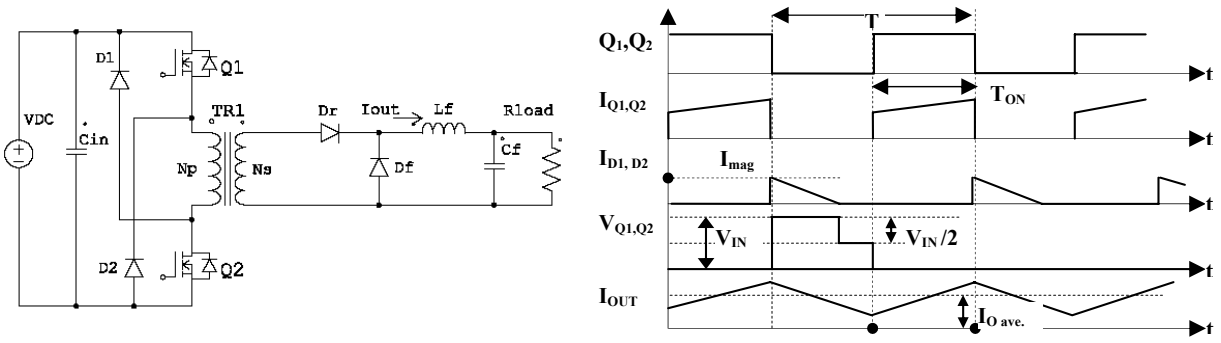 D1
Q1
TR1
Dr
Iout
Lf
Rload
VDC
Cin
Np
Ns
Df
Cf
D2
Q2
T
Q1,Q2
t
TON
IQ1,Q2
t
ID1, D2
Imag
t
VQ1,Q2
VIN
VIN /2
t
IOUT
IO ave.
t